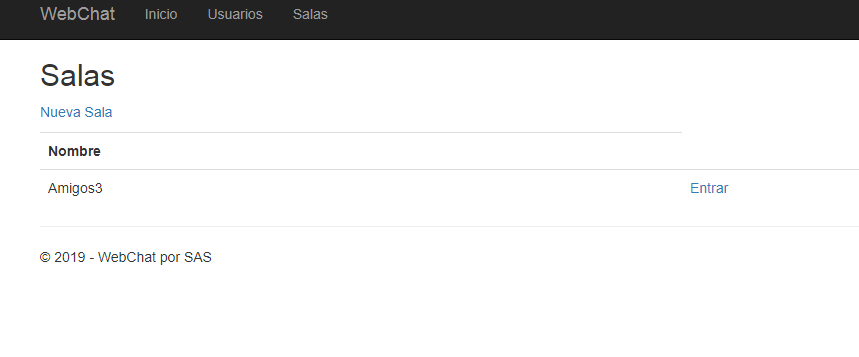 WebChat Inicio Usuarios Salas
Salas
Nueva Sala
Nombre
Amigos3 Entrar
© 2019 - WebChat por SAS